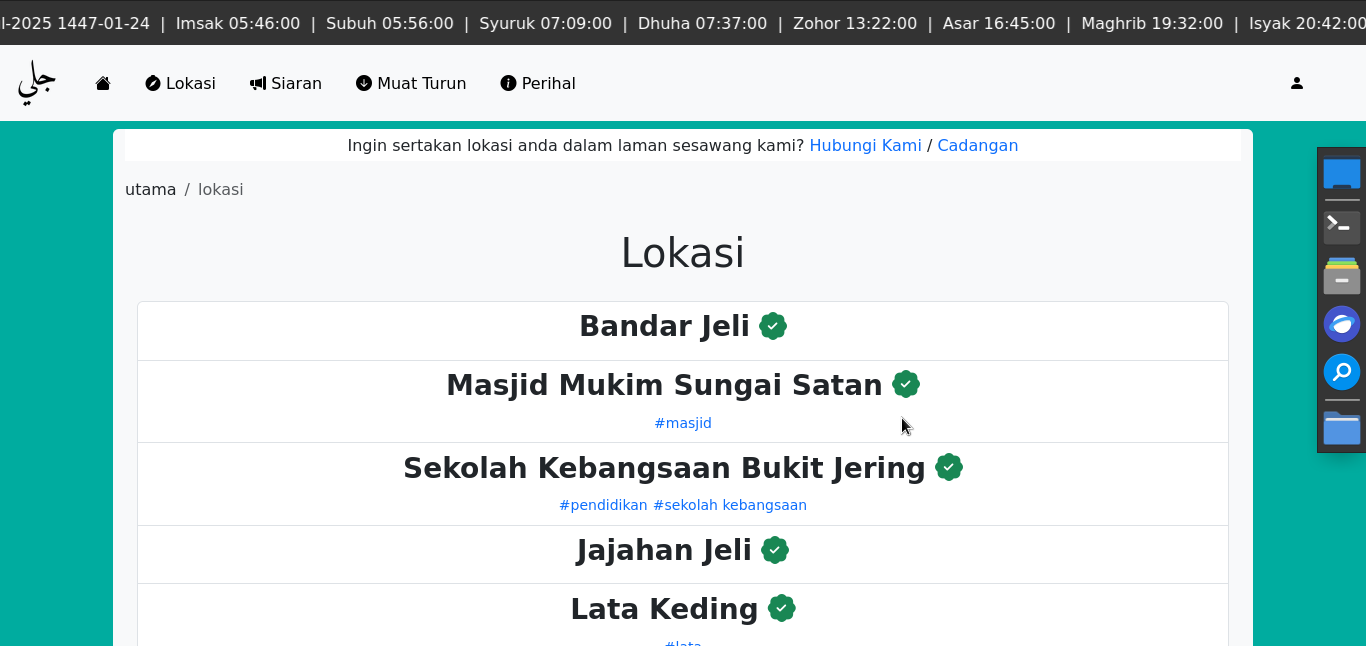 l-2025 1447-01-24 | Imsak 05:46:00 | Subuh 05:56:00 | Syuruk 07:09:00 | Dhuha 07:37:00 | Zohor 13:22:00 | Asar 16:45:00 | Maghrib 19:32:00 | Isyak 20:42:00
جلي Lokasi Siaran Muat Turun Perihal
Ingin sertakan lokasi anda dalam laman sesawang kami? Hubungi Kami / Cadangan
utama / lokasi
Lokasi
Bandar Jeli
Masjid Mukim Sungai Satan
#masjid
Sekolah Kebangsaan Bukit Jering
#pendidikan #sekolah kebangsaan
Jajahan Jeli
Lata Keding
#lata